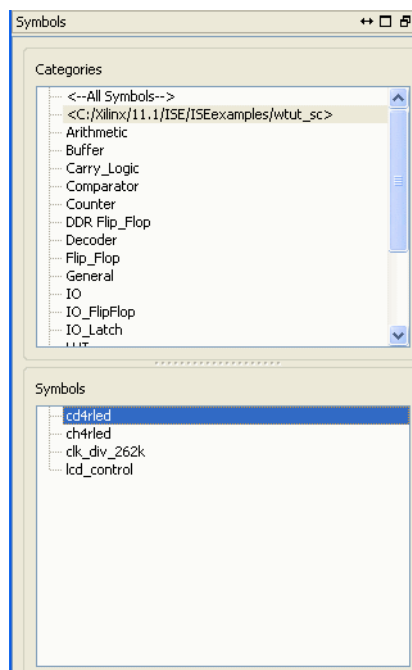 Symbols
Categories
<--All Symbols-->
<C:/Xilinx/11.1/ISE/ISEexamples/wtut_sc>
Arithmetic
Buffer
Carry_Logic
Comparator
Counter
DDR Flip_Flop
Decoder
Flip_Flop
General
IO
IO_FlipFlop
IO_Latch
LUT
Symbols
cd4rled
ch4rled
clk_div_262k
lcd_control